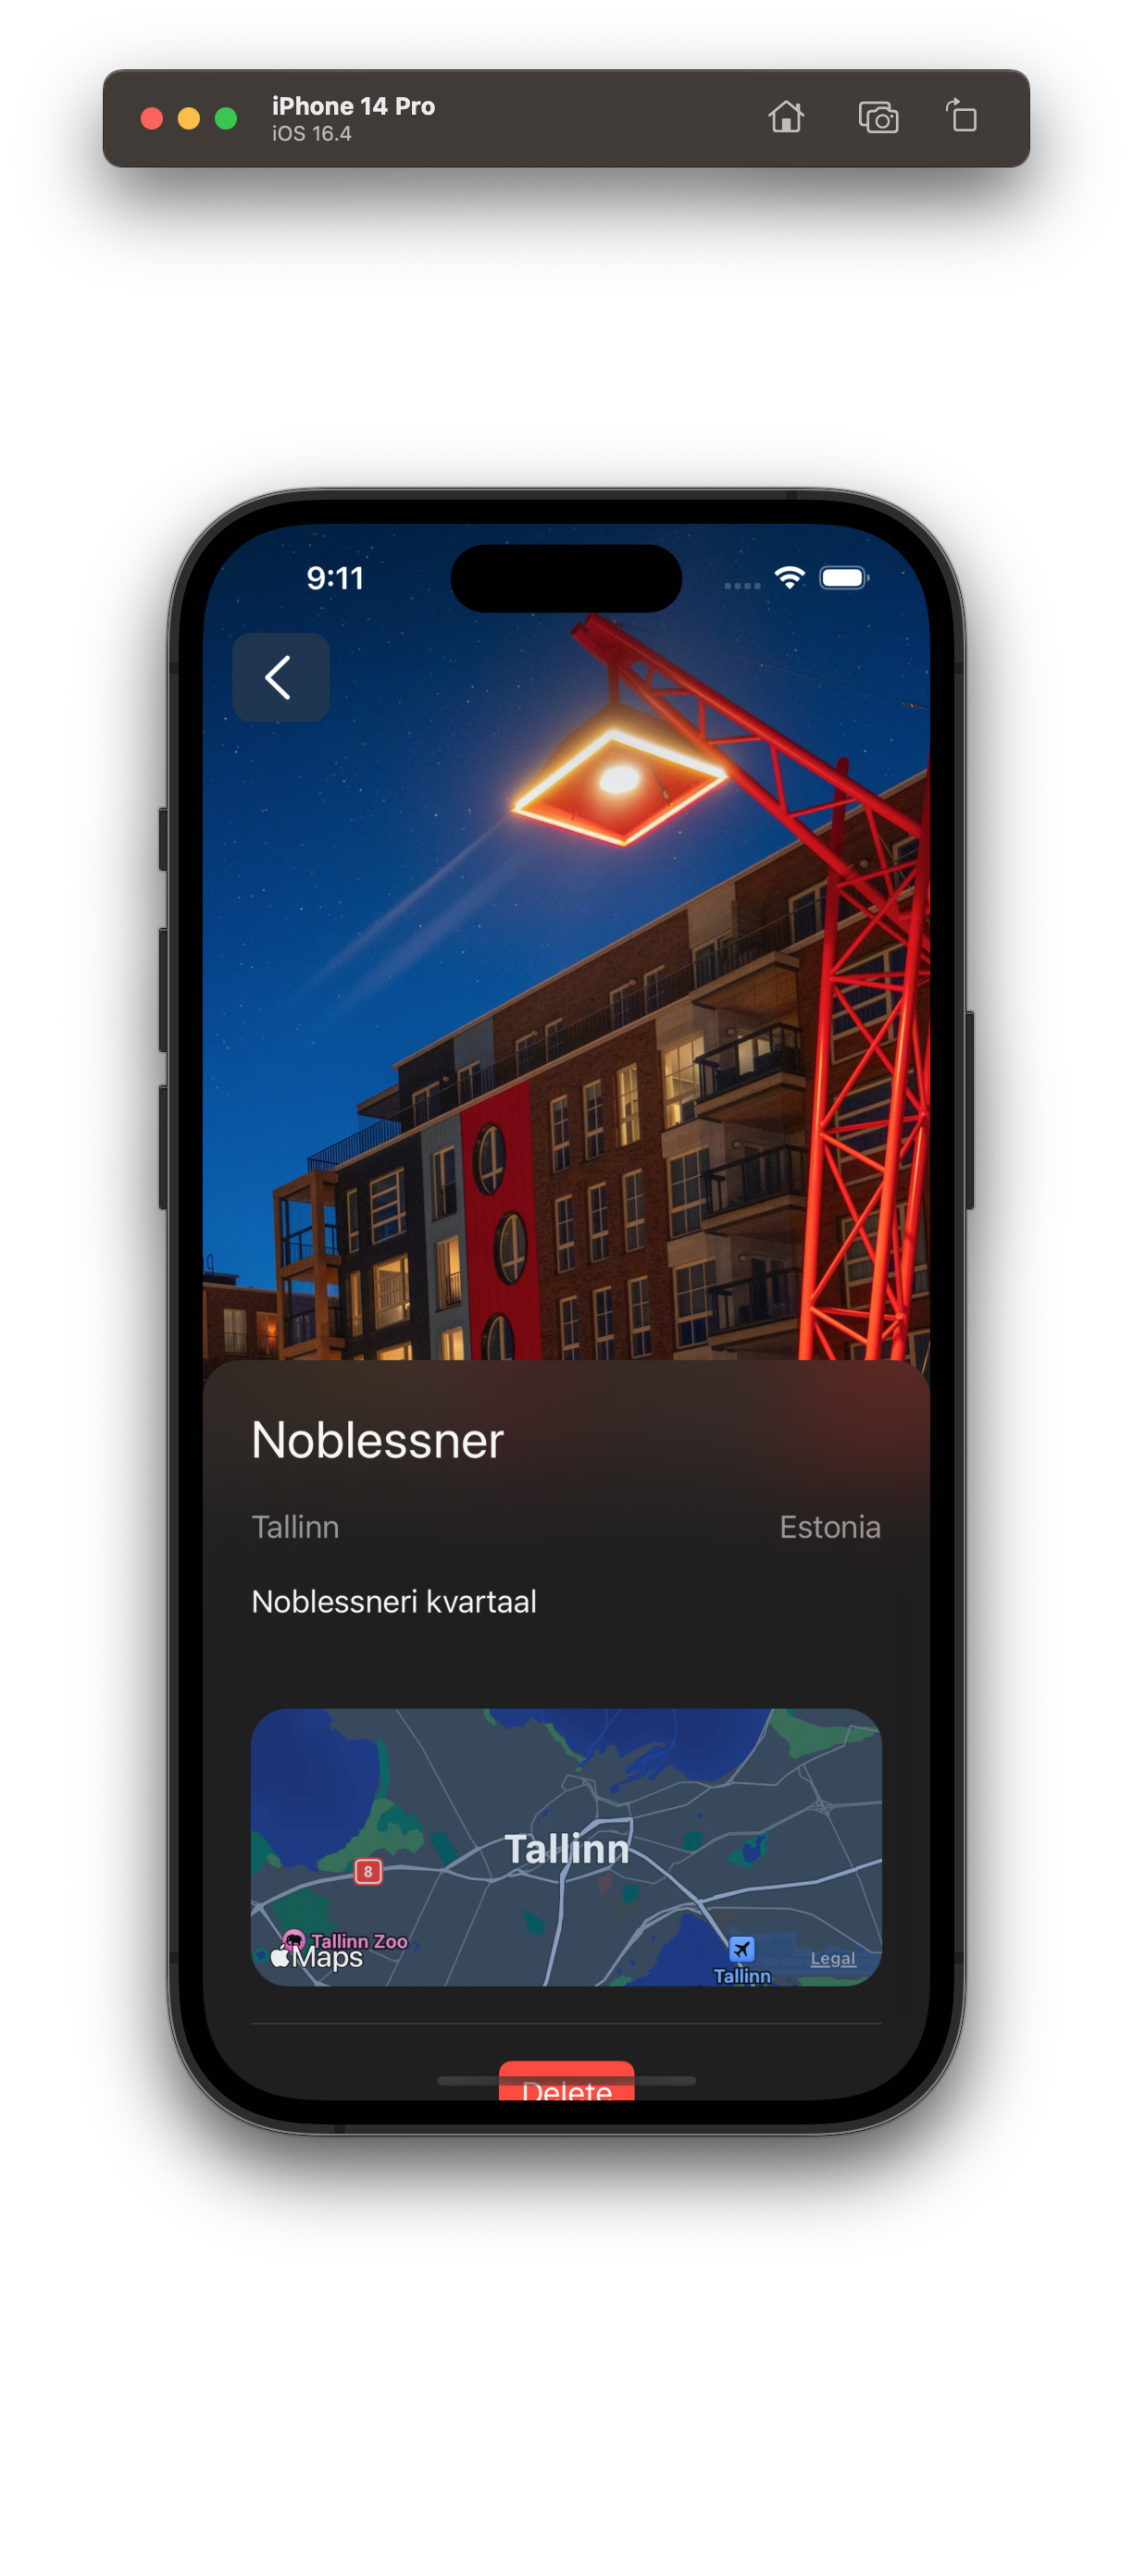 iPhone 14 Pro
iOS 16.4
9:11
Noblessner
Tallinn Estonia
Noblessneri kvartaal
Tallinn
8
Tallinn Zoo
Maps
Legal
Tallinn
Delete